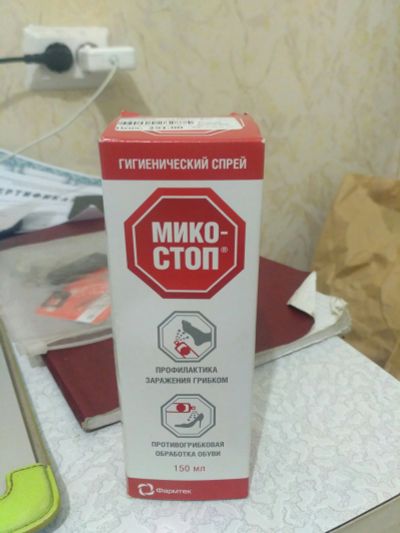 ГИГИЕНИЧЕСКИЙ СПРЕЙ
МИКО-
СТОП®
ПРОФИЛАКТИКА
ЗАРАЖЕНИЯ ГРИБКОМ
ПРОТИВОГРИБКОВАЯ
ОБРАБОТКА ОБУВИ
150 мл
Фармтек